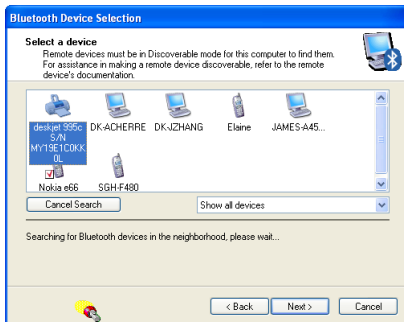 Bluetooth Device Selection
Select a device
Remote devices must be in Discoverable mode for this computer to find them.
For assistance in making a remote device discoverable, refer to the remote
device's documentation.
deskjet 995c DK-ACHERRE DK-JZHANG Elaine JAMES-A45...
S/N
MY19E1C0KK
0L
Nokia e66 SGH-F480
Cancel Search Show all devices
Searching for Bluetooth devices in the neighborhood, please wait...
< Back Next > Cancel